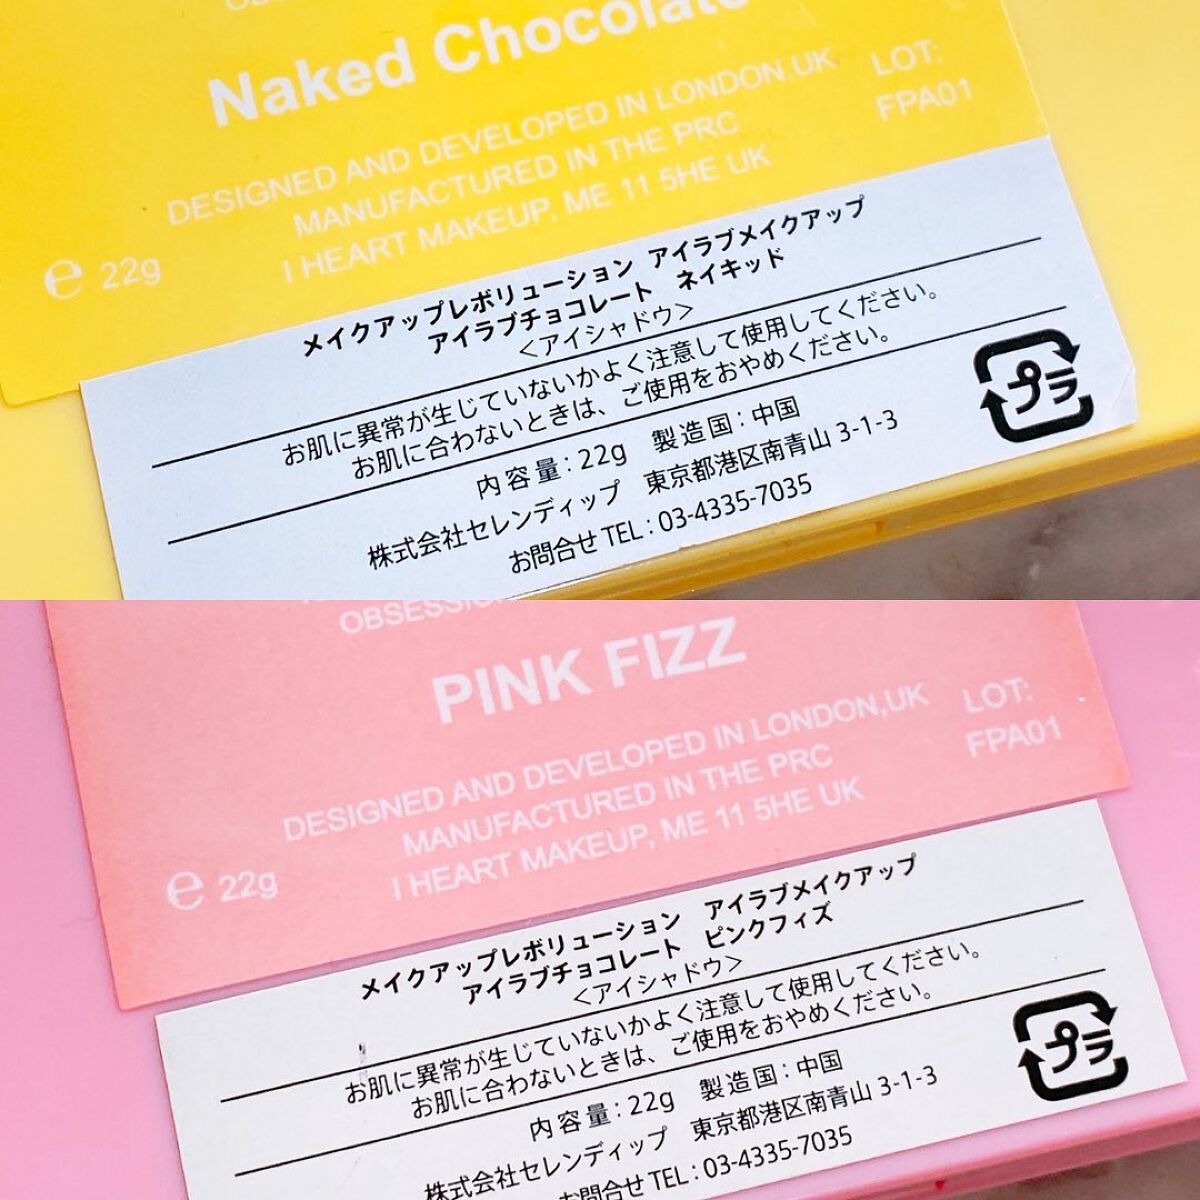 Naked Chocolate
DESIGNED AND DEVELOPED IN LONDON,UK
MANUFACTURED IN THE PRC
I HEART MAKEUP, ME 11 5HE UK
LOT:
FPA01
e 22g
メイクアップレボリューション アイラブメイクアップ
アイラブチョコレート ネイキッド
<アイシャドウ>
お肌に異常が生じていないかよく注意して使用してください。
お肌に合わないときは、ご使用をおやめください。
内容量:22g 製造国:中国
株式会社セレンディップ 東京都港区南青山 3-1-3
お問合せ TEL:03-4335-7035
プラ
PINK FIZZ
DESIGNED AND DEVELOPED IN LONDON,UK
MANUFACTURED IN THE PRC
I HEART MAKEUP, ME 11 5HE UK
LOT:
FPA01
e 22g
メイクアップレボリューション アイラブメイクアップ
アイラブチョコレート ピンクフィズ
<アイシャドウ>
お肌に異常が生じていないかよく注意して使用してください。
お肌に合わないときは、ご使用をおやめください。
内容量:22g 製造国:中国
株式会社セレンディップ 東京都港区南青山 3-1-3
お問合せ TEL:03-4335-7035
プラ